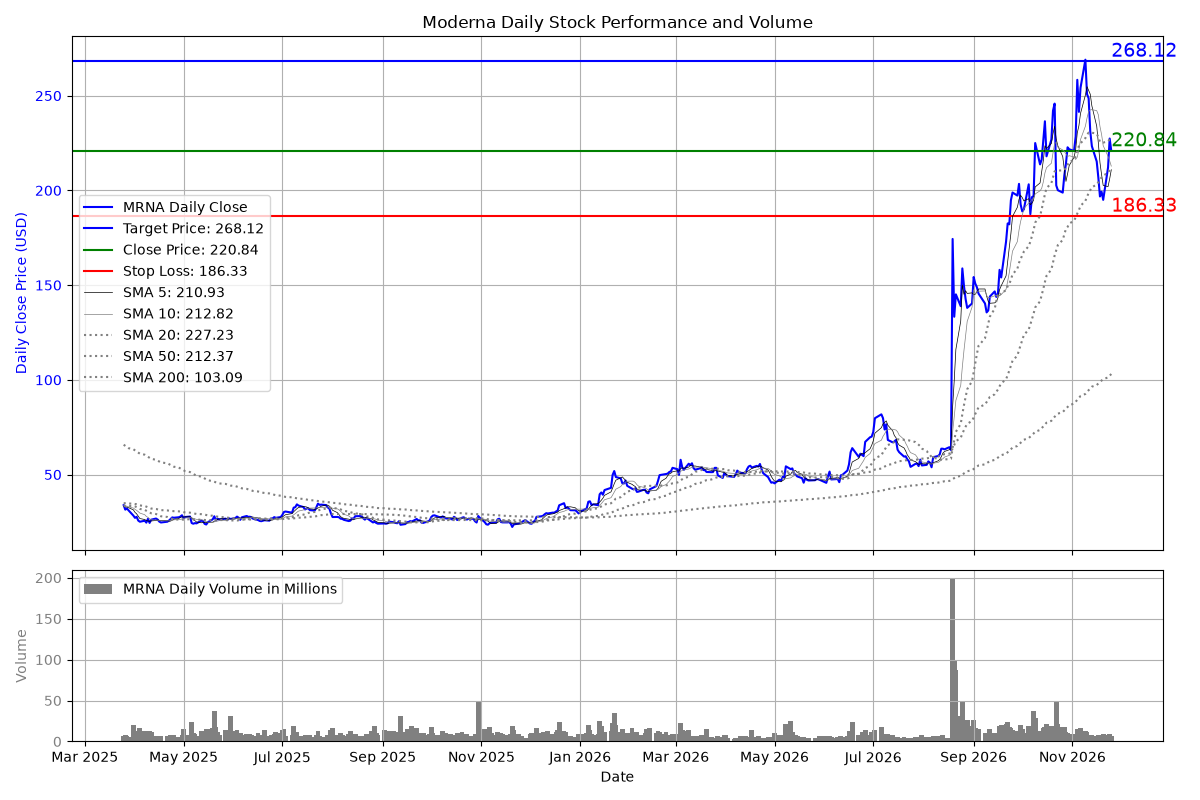 Moderna Daily Stock Performance and Volume
268.12
250
220.84
200
186.33
150
100
50
Daily Close Price (USD)
MRNA Daily Close
Target Price: 268.12
Close Price: 220.84
Stop Loss: 186.33
SMA 5: 210.93
SMA 10: 212.82
SMA 20: 227.23
SMA 50: 212.37
SMA 200: 103.09
MRNA Daily Volume in Millions
200
150
100
50
0
Volume
Mar 2025 May 2025 Jul 2025 Sep 2025 Nov 2025 Jan 2026 Mar 2026 May 2026 Jul 2026 Sep 2026 Nov 2026
Date